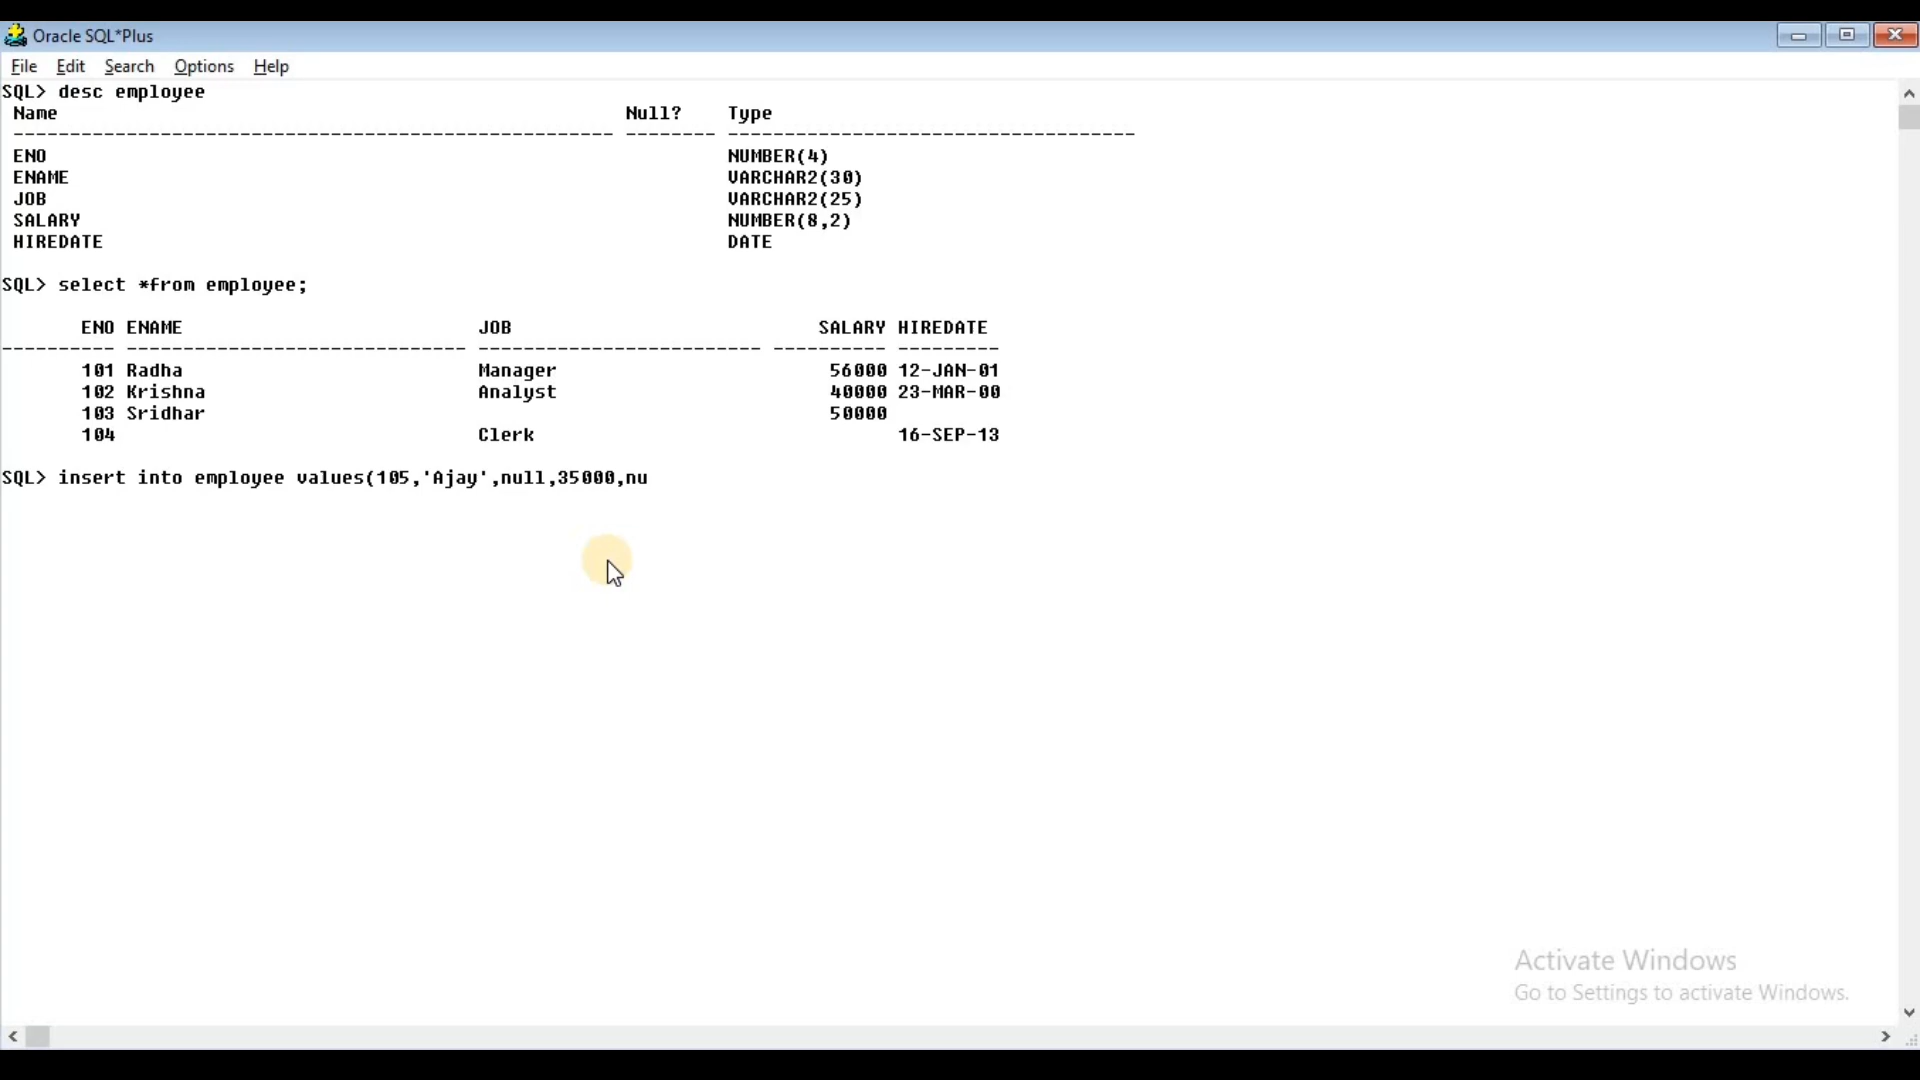 Oracle SQL*Plus
File Edit Search Options Help
SQL> desc employee
Name Null? Type
----------------------------------------------------- -------- ------------------------------------
ENO NUMBER(4)
ENAME VARCHAR2(30)
JOB VARCHAR2(25)
SALARY NUMBER(8,2)
HIREDATE DATE
SQL> select *from employee;
ENO ENAME JOB SALARY HIREDATE
---------- ------------------------------ ------------------------- ---------- ---------
101 Radha Manager 56000 12-JAN-01
102 Krishna Analyst 40000 23-MAR-00
103 Sridhar 50000
104 Clerk 16-SEP-13
SQL> insert into employee values(105,'Ajay',null,35000,nu
Activate Windows
Go to Settings to activate Windows.